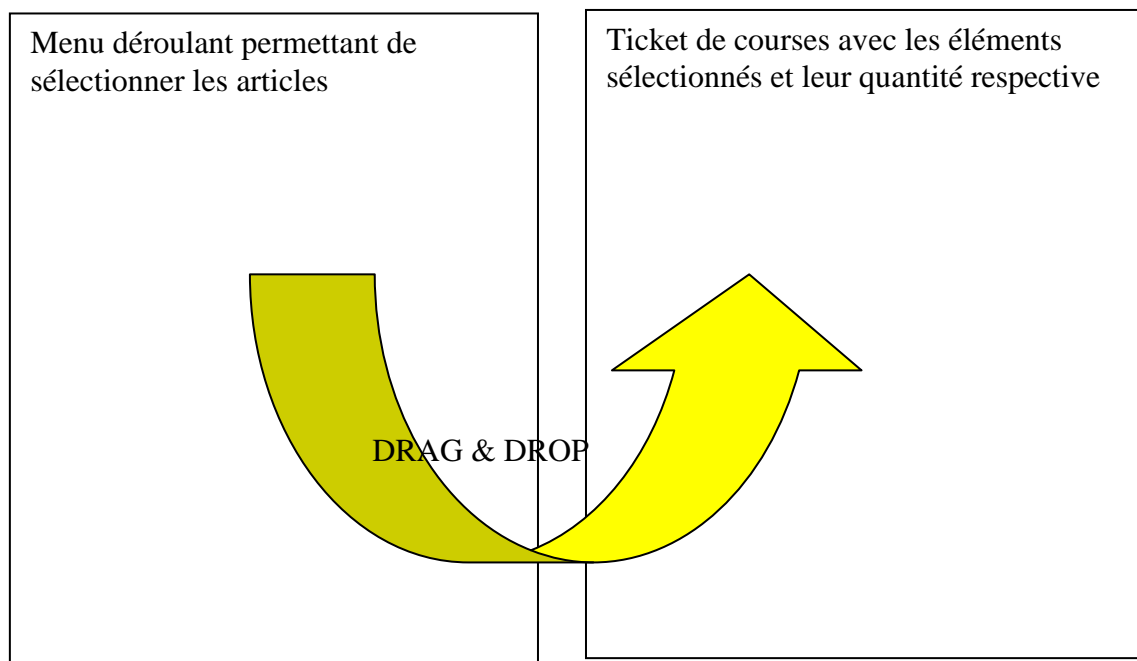 Menu déroulant permettant de
sélectionner les articles
Ticket de courses avec les éléments
sélectionnés et leur quantité respective
DRAG & DROP